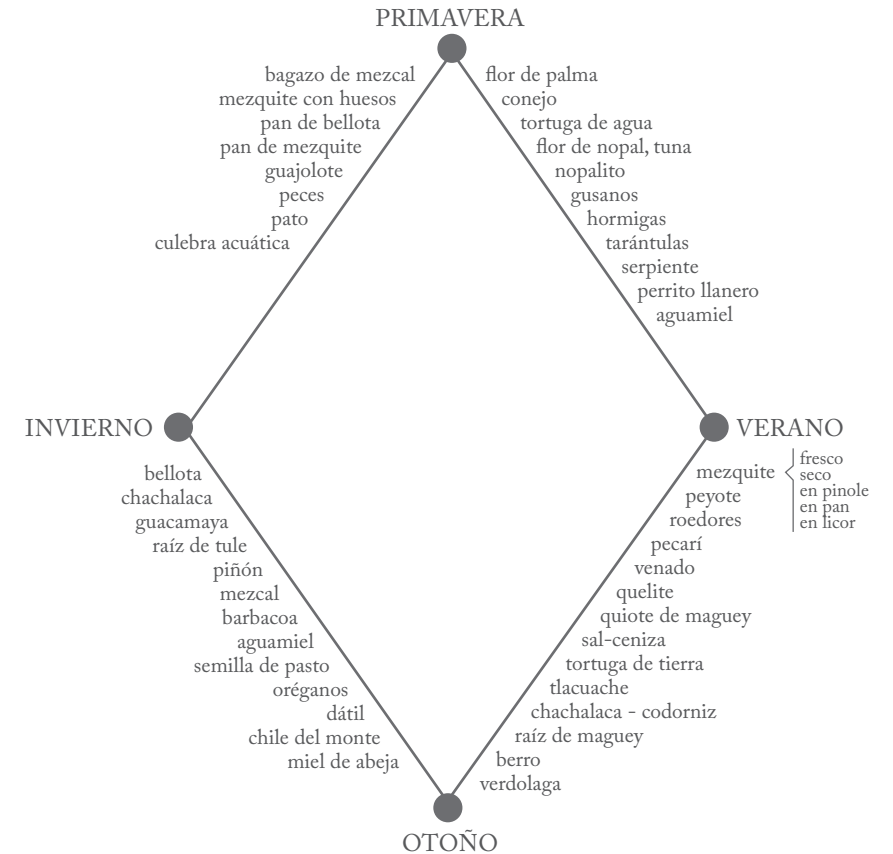 PRIMAVERA
bagazo de mezcal
mezquite con huesos
pan de bellota
pan de mezquite
guajolote
peces
pato
culebra acuática
flor de palma
conejo
tortuga de agua
flor de nopal, tuna
nopalito
gusanos
hormigas
tarántulas
serpiente
perrito llanero
aguamiel
INVIERNO
VERANO
bellota
chachalaca
guacamaya
raíz de tule
piñón
mezcal
barbacoa
aguamiel
semilla de pasto
oréganos
dátil
chile del monte
miel de abeja
mezquite
fresco
seco
en pinole
en pan
en licor
peyote
roedores
pecarí
venado
quelite
quiote de maguey
sal-ceniza
tortuga de tierra
tlacuache
chachalaca - codorniz
raíz de maguey
berro
verdolaga
OTOÑO